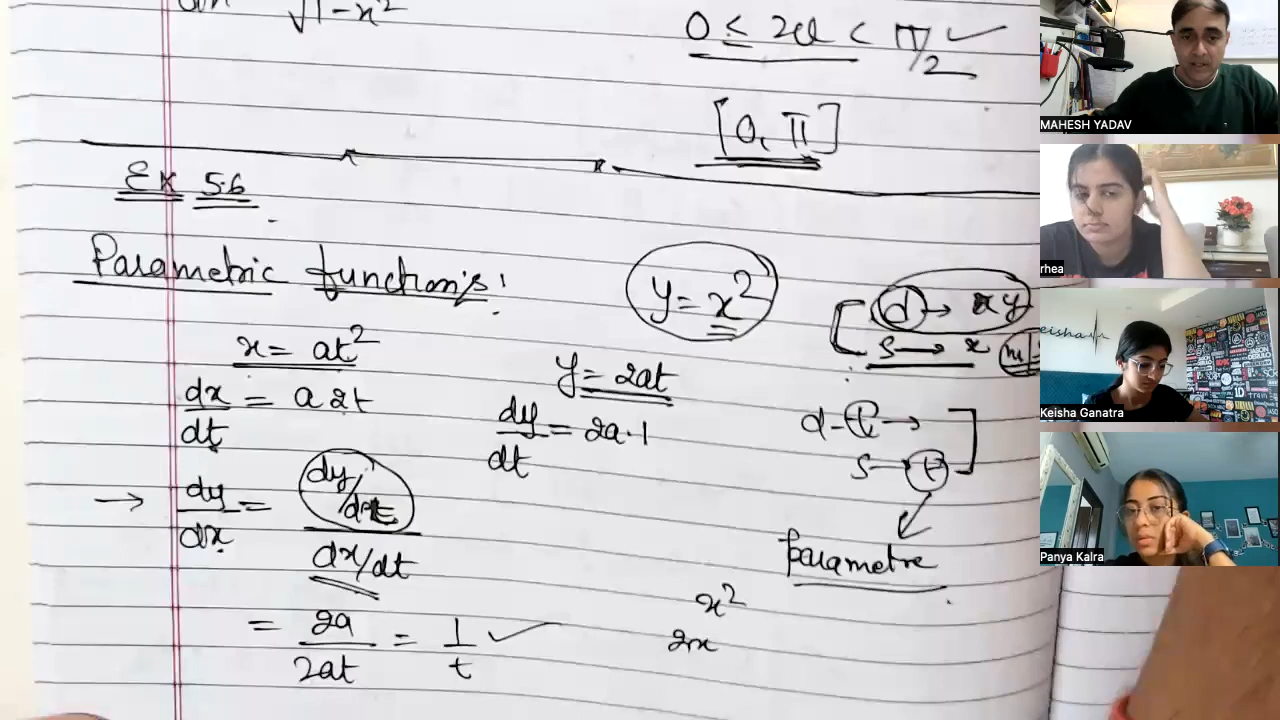 √1-x²
0 ≤ 2θ < π/2 ✓
[0, π]
Ex 5.6
Parametric functions:
y = x²
d → x y
s → x
x = at²
y = 2at
dx/dt = a 2t
dy/dt = 2a·1
d - t →
s → t
parametre
→ dy/dx = dy/dt / dx/dt
= 2a/2at = 1/t ✓
x²
2x
MAHESH YADAV
rhea
Keisha Ganatra
Panya Kalra